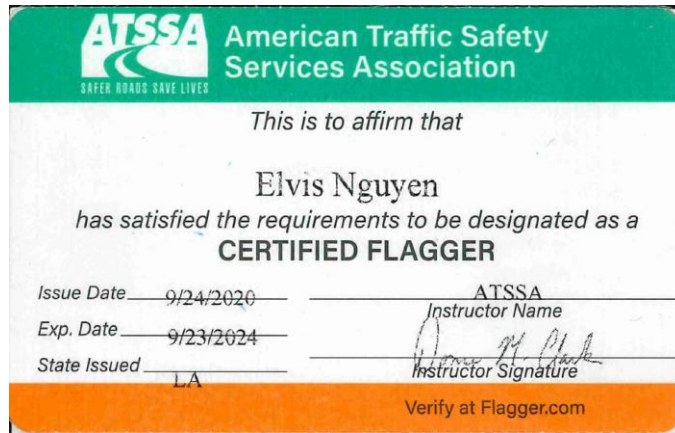 ATSSA
SAFER ROADS SAVE LIVES
American Traffic Safety
Services Association
This is to affirm that
Elvis Nguyen
has satisfied the requirements to be designated as a
CERTIFIED FLAGGER
Issue Date 9/24/2020
ATSSA
Instructor Name
Exp. Date 9/23/2024
M. Clark
Instructor Signature
State Issued LA
Verify at Flagger.com